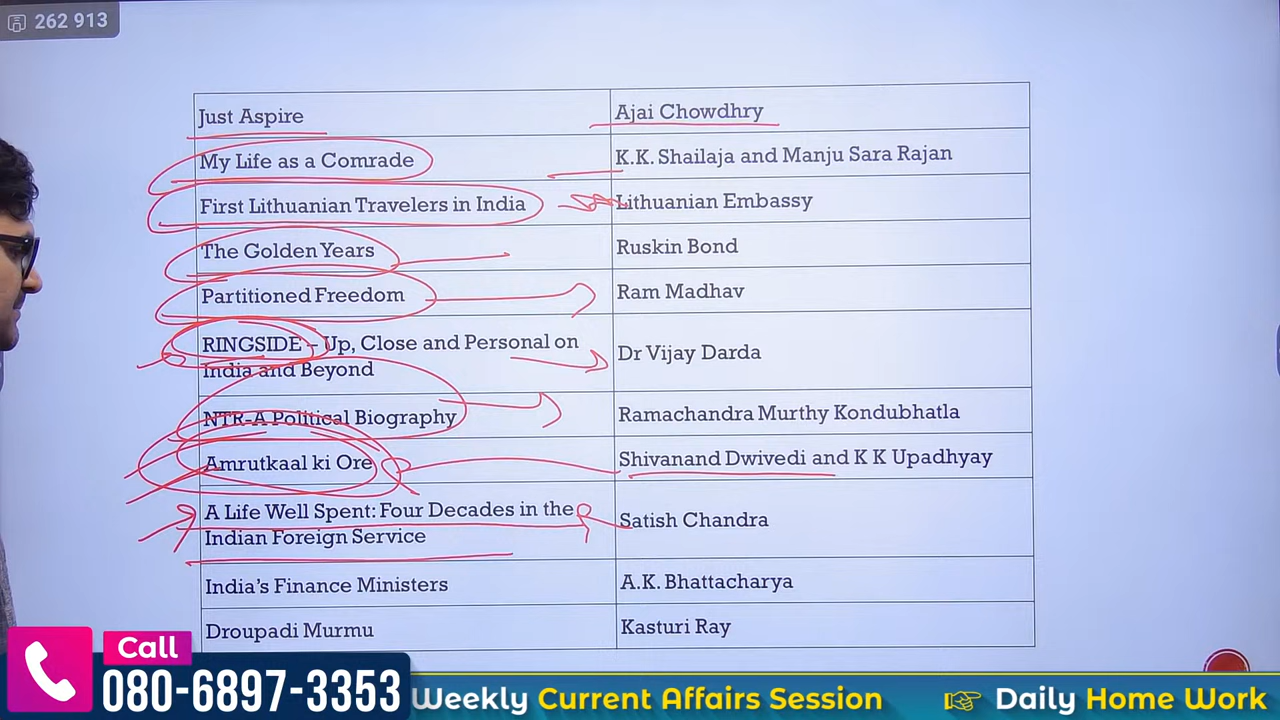 262 913
Just Aspire
Ajai Chowdhry
My Life as a Comrade
K.K. Shailaja and Manju Sara Rajan
First Lithuanian Travelers in India
Lithuanian Embassy
The Golden Years
Ruskin Bond
Partitioned Freedom
Ram Madhav
RINGSIDE – Up, Close and Personal on
India and Beyond
Dr Vijay Darda
NTR-A Political Biography
Ramachandra Murthy Kondubhatla
Amrutkaal ki Ore
Shivanand Dwivedi and K K Upadhyay
A Life Well Spent: Four Decades in the
Indian Foreign Service
Satish Chandra
India's Finance Ministers
A.K. Bhattacharya
Droupadi Murmu
Kasturi Ray
Call
080-6897-3353
Weekly Current Affairs Session
Daily Home Work